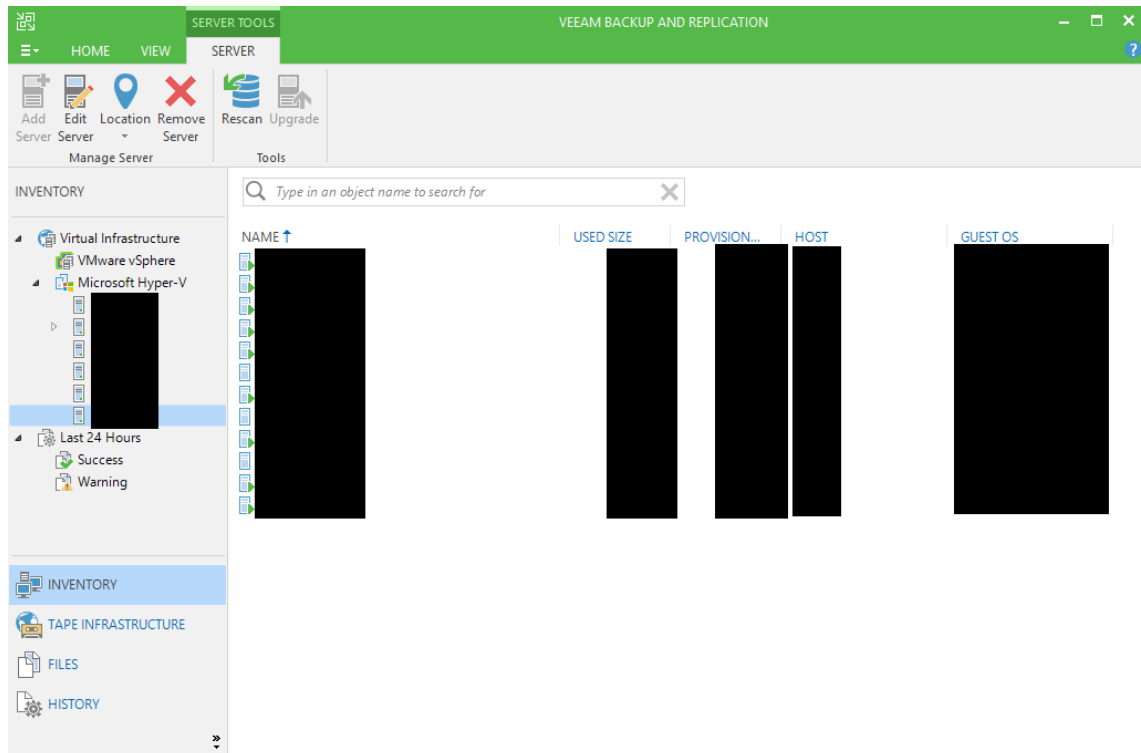 SERVER TOOLS
VEEAM BACKUP AND REPLICATION
HOME VIEW SERVER
Add Server
Edit Server
Location
Remove Server
Rescan
Upgrade
Manage Server
Tools
INVENTORY
Type in an object name to search for
Virtual Infrastructure
VMware vSphere
Microsoft Hyper-V
Last 24 Hours
Success
Warning
NAME USED SIZE PROVISION... HOST GUEST OS
INVENTORY
TAPE INFRASTRUCTURE
FILES
HISTORY